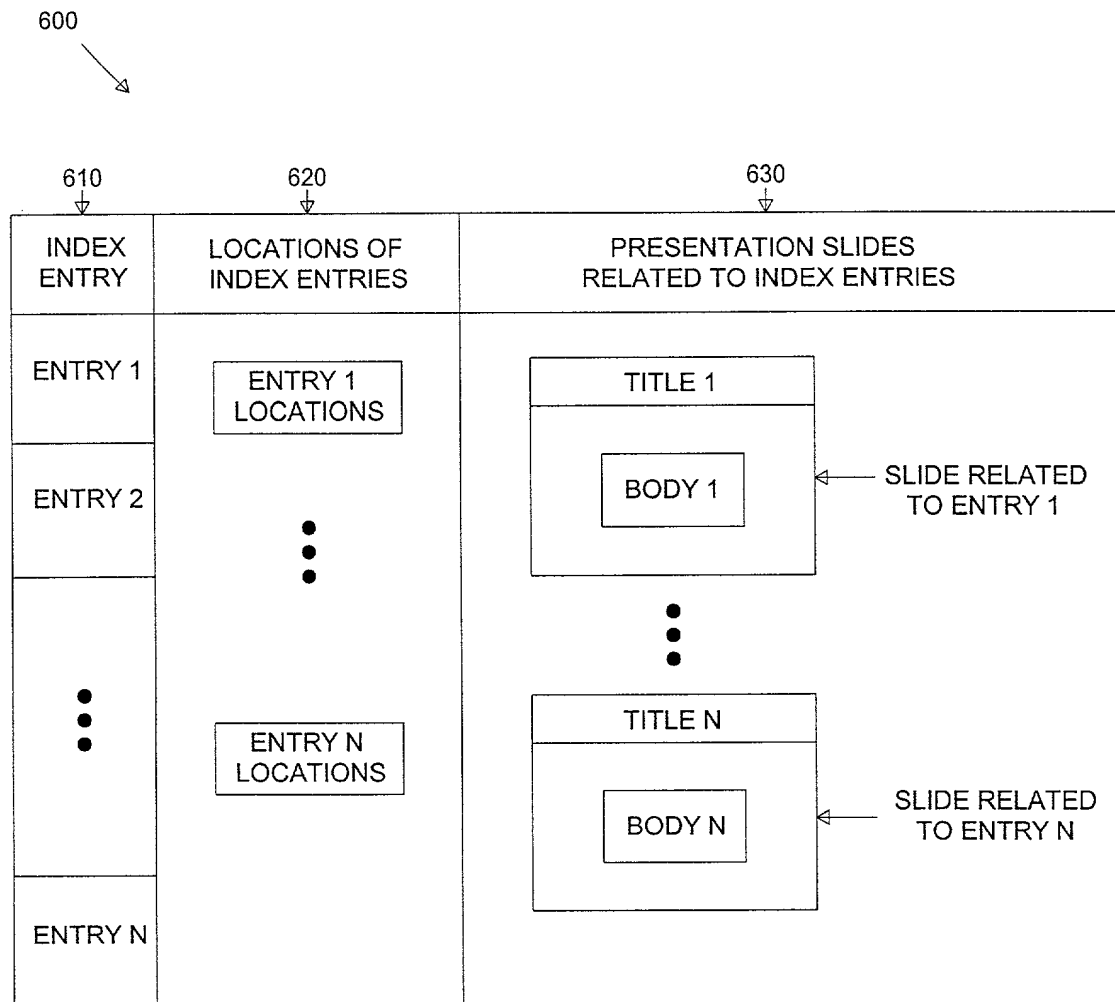 600
610
620
630
INDEX
ENTRY
LOCATIONS OF
INDEX ENTRIES
PRESENTATION SLIDES
RELATED TO INDEX ENTRIES
ENTRY 1
ENTRY 2
ENTRY N
ENTRY 1
LOCATIONS
ENTRY N
LOCATIONS
TITLE 1
BODY 1
SLIDE RELATED
TO ENTRY 1
TITLE N
BODY N
SLIDE RELATED
TO ENTRY N